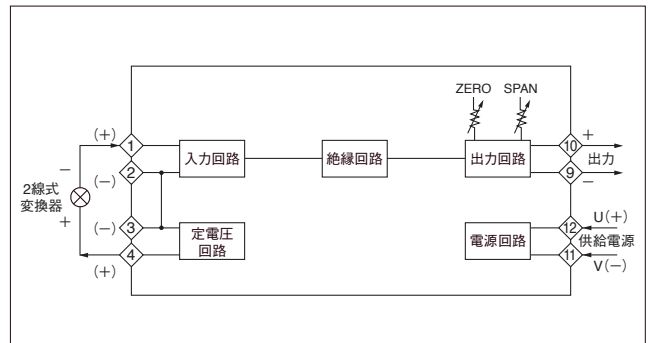 ZERO SPAN
(+)
1
入力回路
絶縁回路
出力回路
10
+
出力
−
(−)
2
9
−
2線式
変換器
+
(−)
3
定電圧
回路
電源回路
12
U(+)
供給電源
4
(+)
11
V(−)